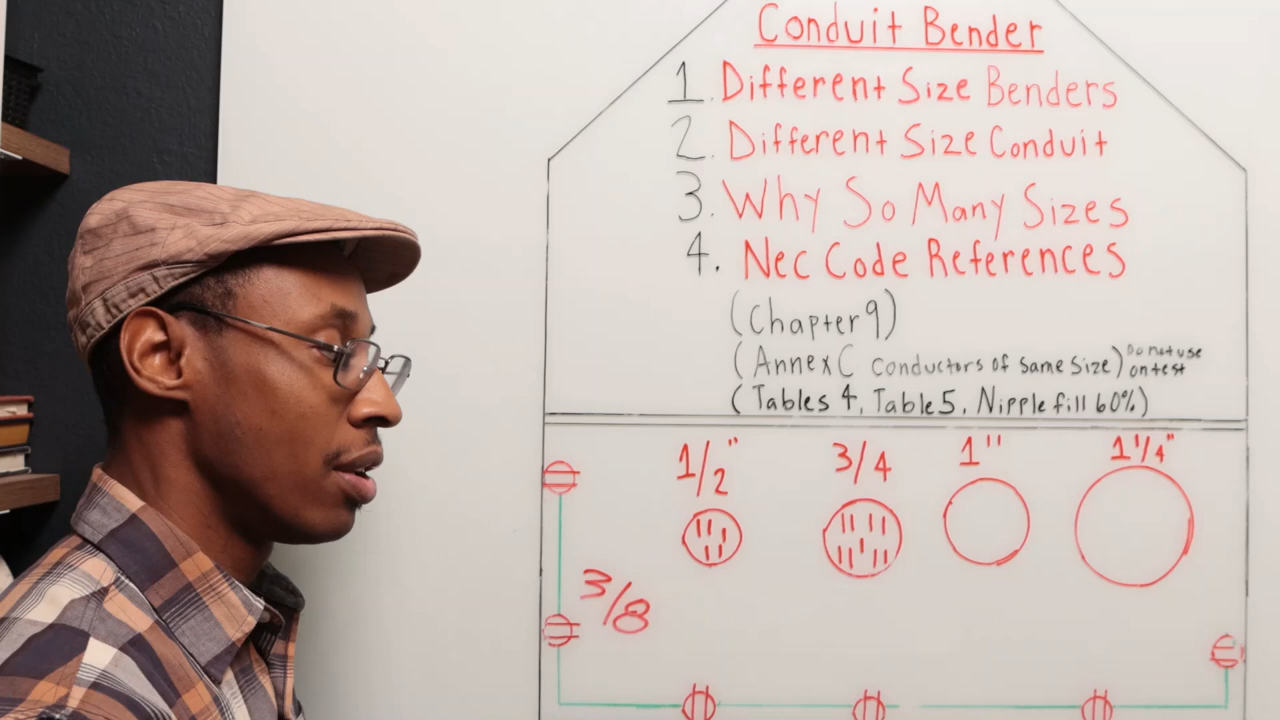 Conduit Bender
1. Different Size Benders
2. Different Size Conduit
3. Why So Many Sizes
4. Nec Code References
(Chapter 9)
(Annex C conductors of same size) Do not use on test
(Tables 4, Table 5, Nipple fill 60%)
1/2" 3/4 1" 1 1/4"
3/8